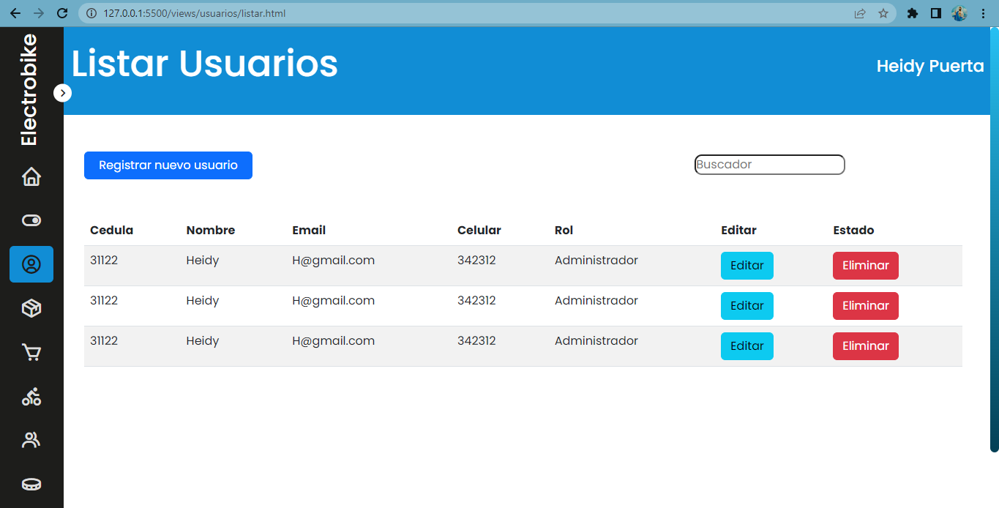 127.0.0.1:5500/views/usuarios/listar.html
Electrobike
Listar Usuarios
Heidy Puerta
Registrar nuevo usuario
Buscador
Cedula Nombre Email Celular Rol Editar Estado
31122 Heidy H@gmail.com 342312 Administrador Editar Eliminar
31122 Heidy H@gmail.com 342312 Administrador Editar Eliminar
31122 Heidy H@gmail.com 342312 Administrador Editar Eliminar